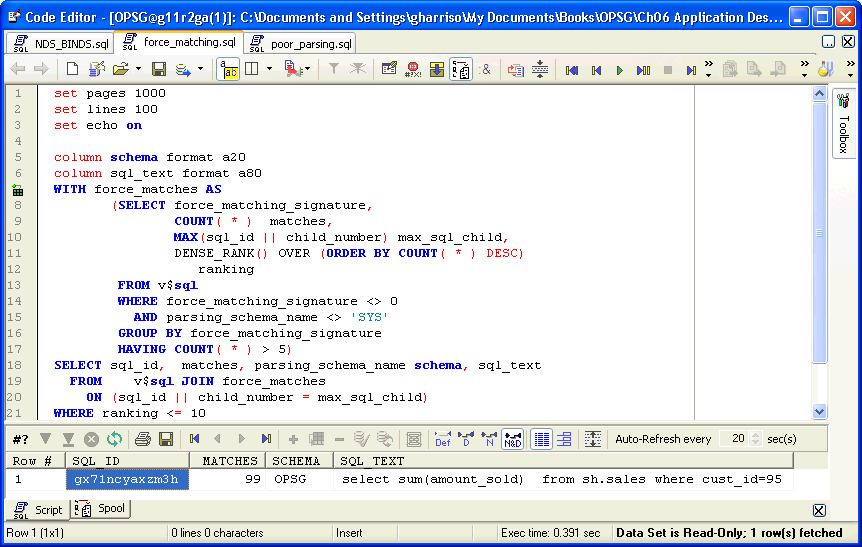 Code Editor - [OPSG@g11r2ga(1)]: C:\Documents and Settings\gharriso\My Documents\Books\OPSG\Ch06 Application Des...
NDS_BINDS.sql force_matching.sql poor_parsing.sql
Toolbox
1 set pages 1000
2 set lines 100
3 set echo on
4
5 column schema format a20
6 column sql_text format a80
WITH force_matches AS
8 (SELECT force_matching_signature,
9 COUNT( * ) matches,
10 MAX(sql_id || child_number) max_sql_child,
11 DENSE_RANK() OVER (ORDER BY COUNT( * ) DESC)
12 ranking
13 FROM v$sql
14 WHERE force_matching_signature <> 0
15 AND parsing_schema_name <> 'SYS'
16 GROUP BY force_matching_signature
17 HAVING COUNT( * ) > 5)
18 SELECT sql_id, matches, parsing_schema_name schema, sql_text
19 FROM v$sql JOIN force_matches
20 ON (sql_id || child_number = max_sql_child)
21 WHERE ranking <= 10
#? Def D N N&D Auto-Refresh every 20 sec(s)
Row # SQL_ID MATCHES SCHEMA SQL TEXT
1 gx71ncyaxzm3h 99 OPSG select sum(amount_sold) from sh.sales where cust_id=95
Script Spool
Row 1 (1x1) 0 lines 0 characters Insert Exec time: 0.391 sec Data Set is Read-Only; 1 row(s) fetched